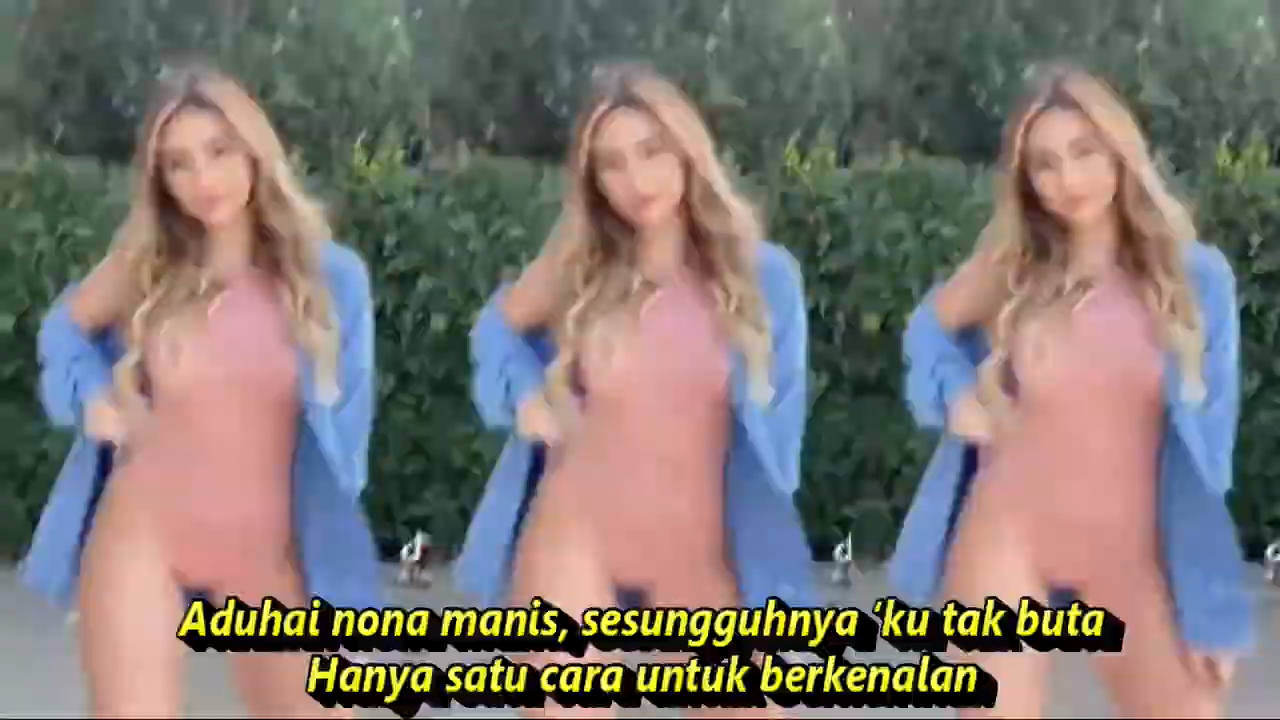 Aduhai nona manis, sesungguhnya ‘ku tak buta
Hanya satu cara untuk berkenalan